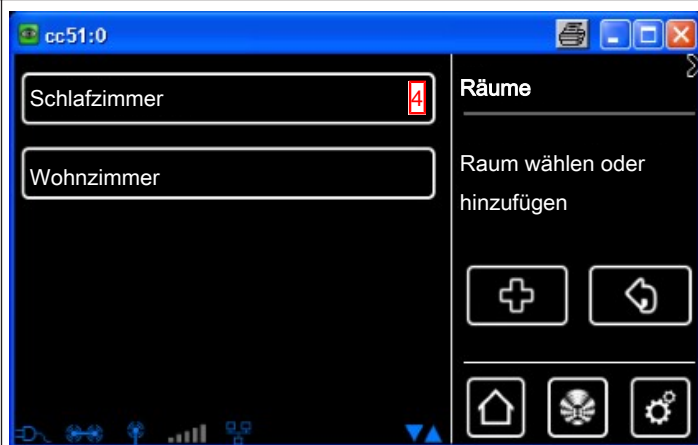 cc51:0
Schlafzimmer 4
Wohnzimmer
Räume
Raum wählen oder
hinzufügen